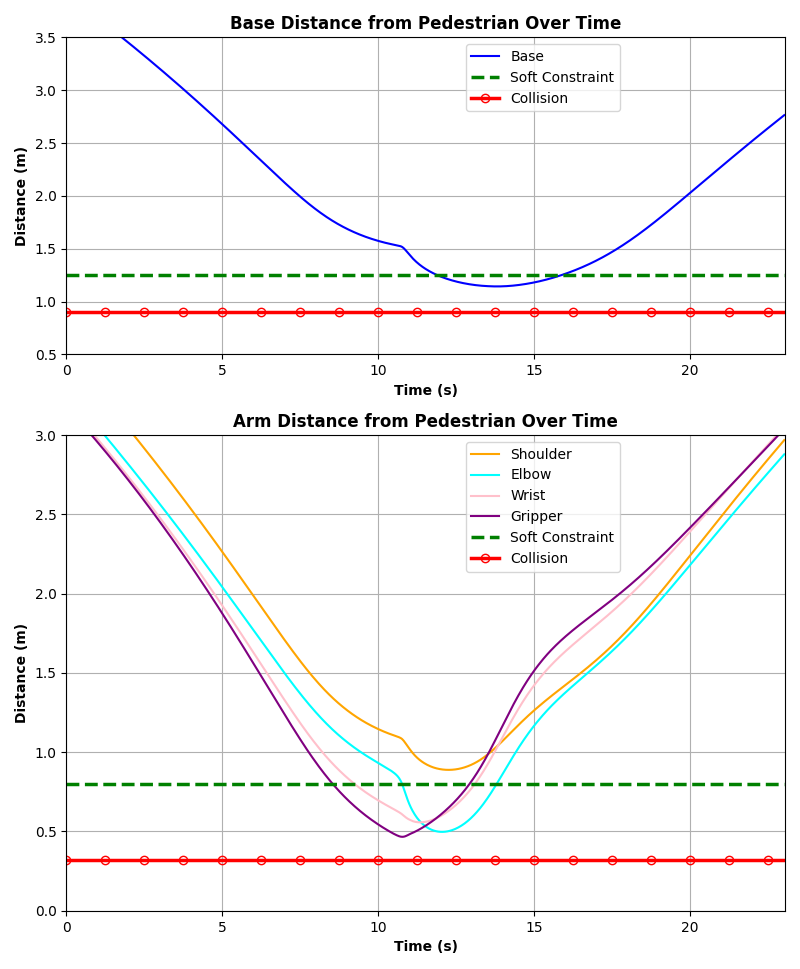 Base Distance from Pedestrian Over Time
Distance (m)
3.5
3.0
2.5
2.0
1.5
1.0
0.5
Base
Soft Constraint
Collision
0 5 10 15 20
Time (s)
Arm Distance from Pedestrian Over Time
Distance (m)
3.0
2.5
2.0
1.5
1.0
0.5
0.0
Shoulder
Elbow
Wrist
Gripper
Soft Constraint
Collision
0 5 10 15 20
Time (s)